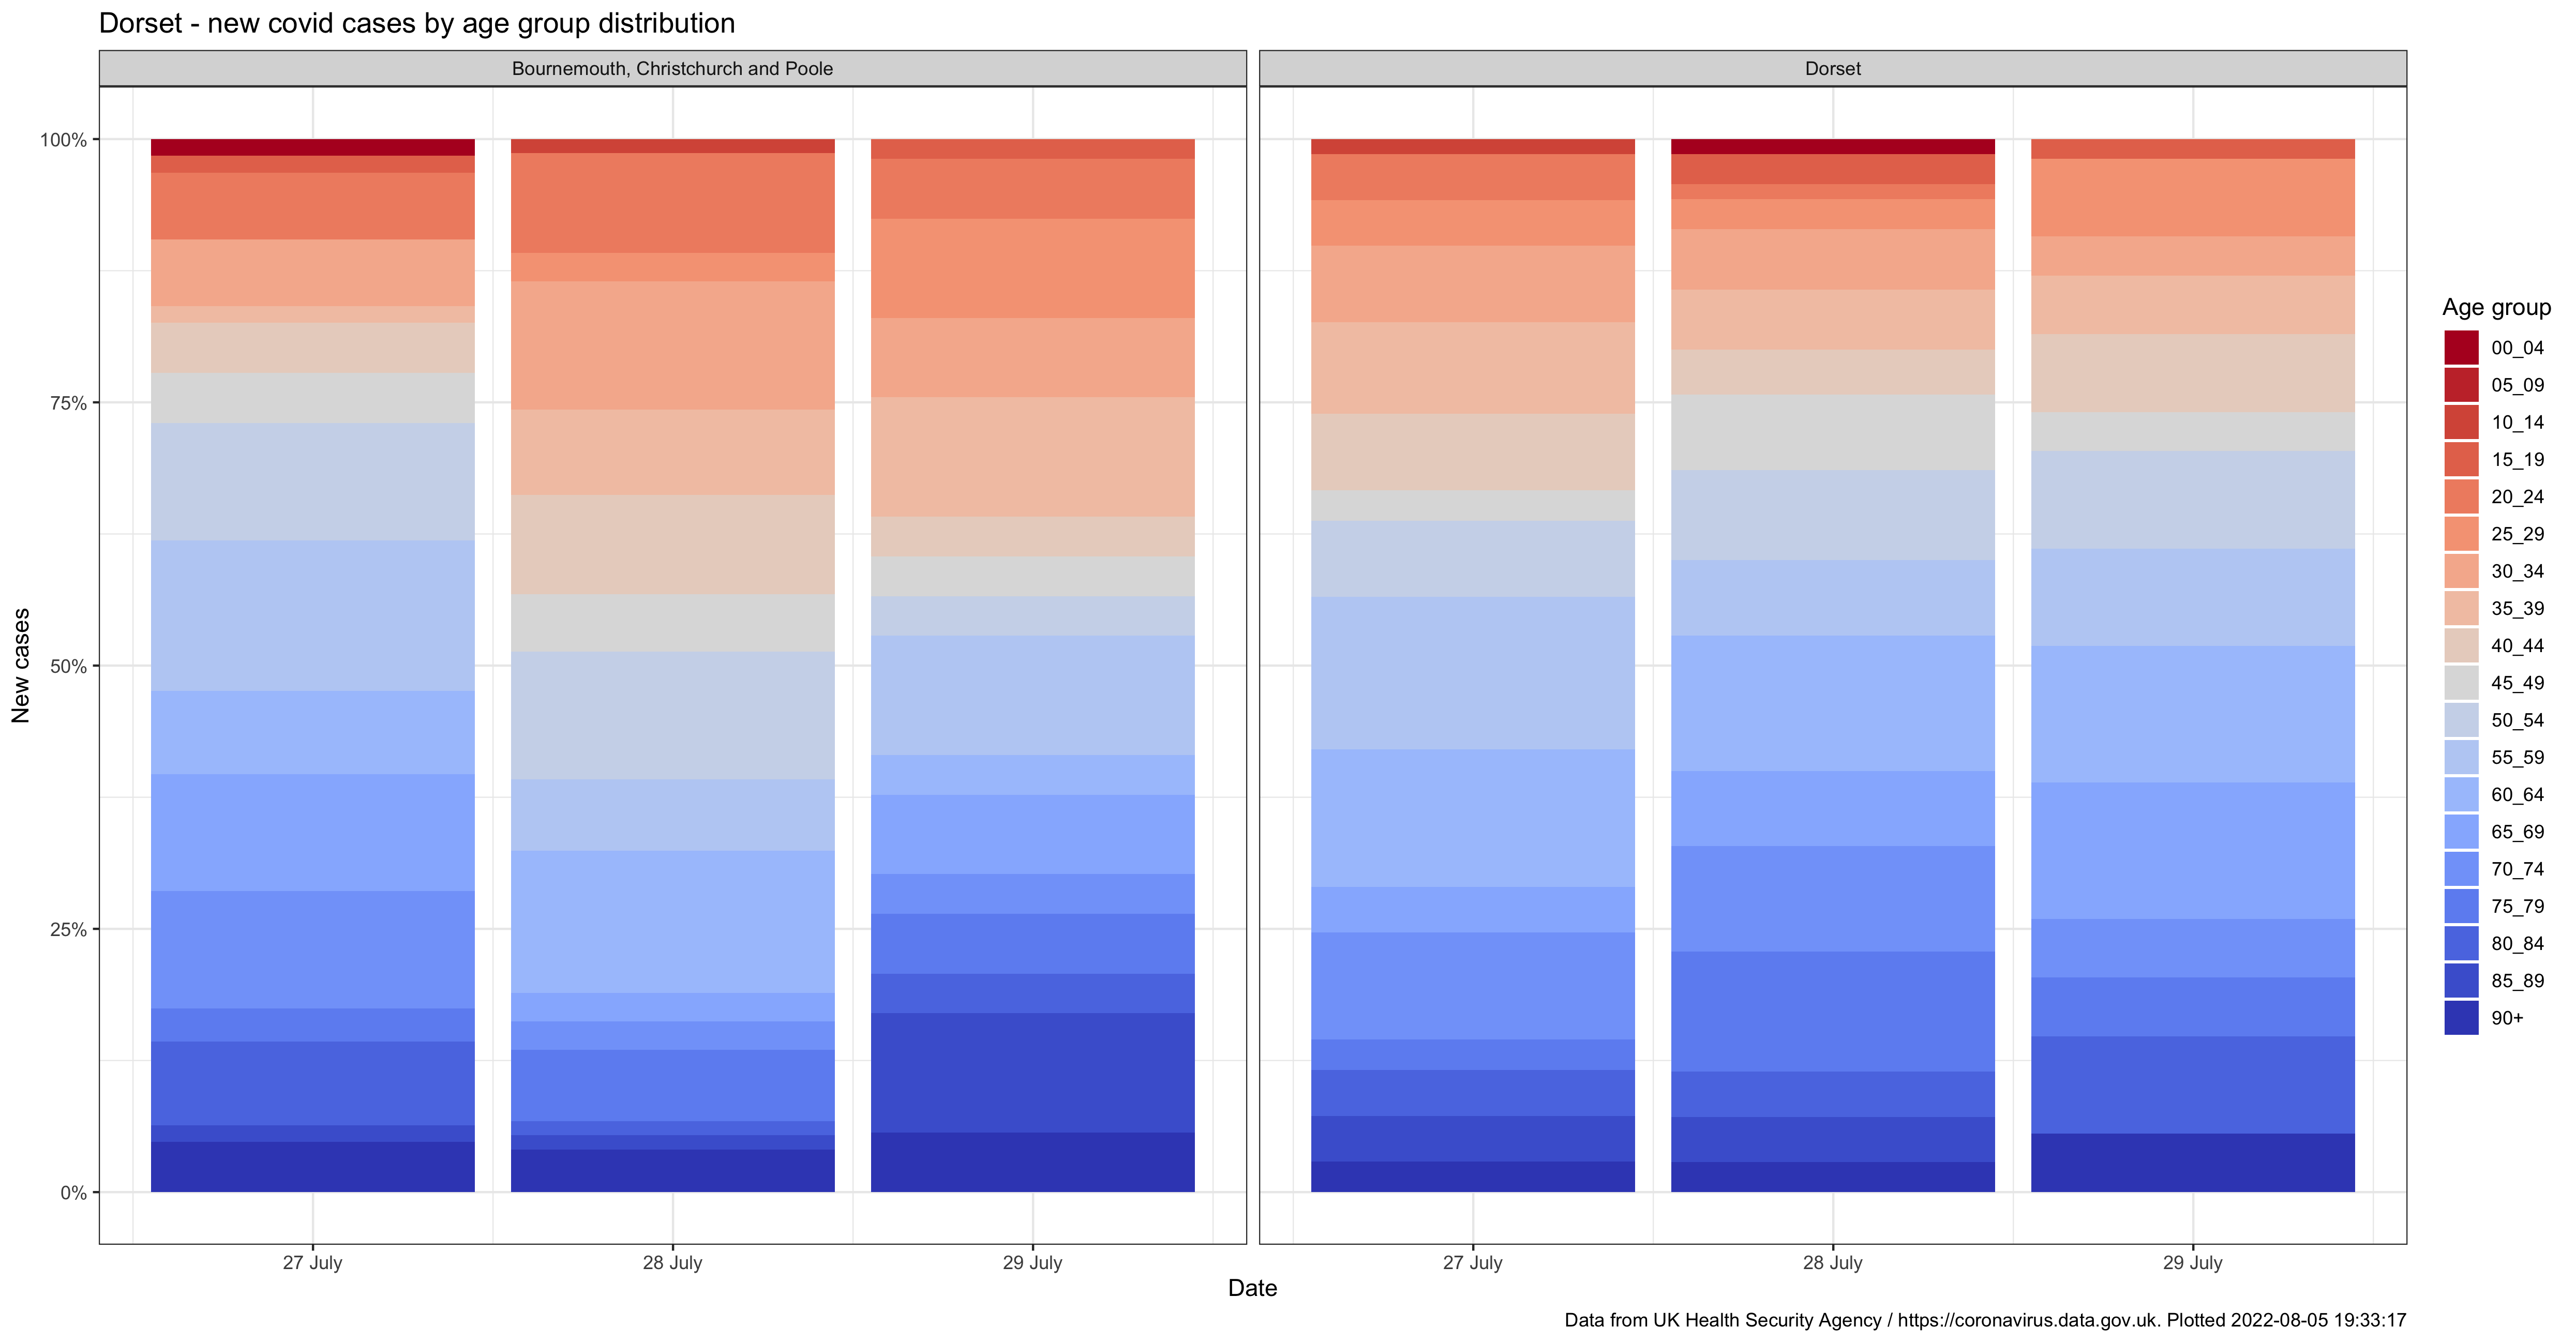 Dorset - new covid cases by age group distribution
Bournemouth, Christchurch and Poole
Dorset
100%
75%
50%
25%
0%
New cases
27 July
28 July
29 July
27 July
28 July
29 July
Date
Age group
00_04
05_09
10_14
15_19
20_24
25_29
30_34
35_39
40_44
45_49
50_54
55_59
60_64
65_69
70_74
75_79
80_84
85_89
90+
Data from UK Health Security Agency / https://coronavirus.data.gov.uk. Plotted 2022-08-05 19:33:17